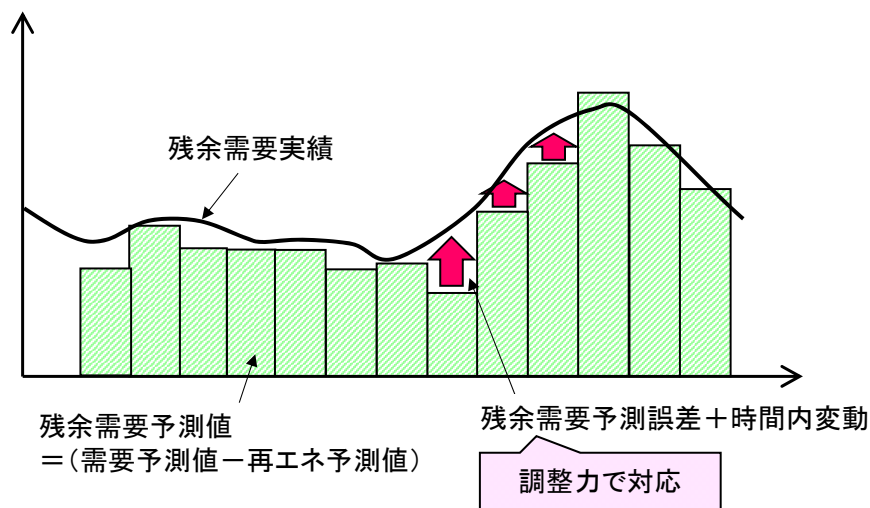 残余需要実績
残余需要予測値
＝(需要予測値－再エネ予測値)
残余需要予測誤差＋時間内変動
調整力で対応